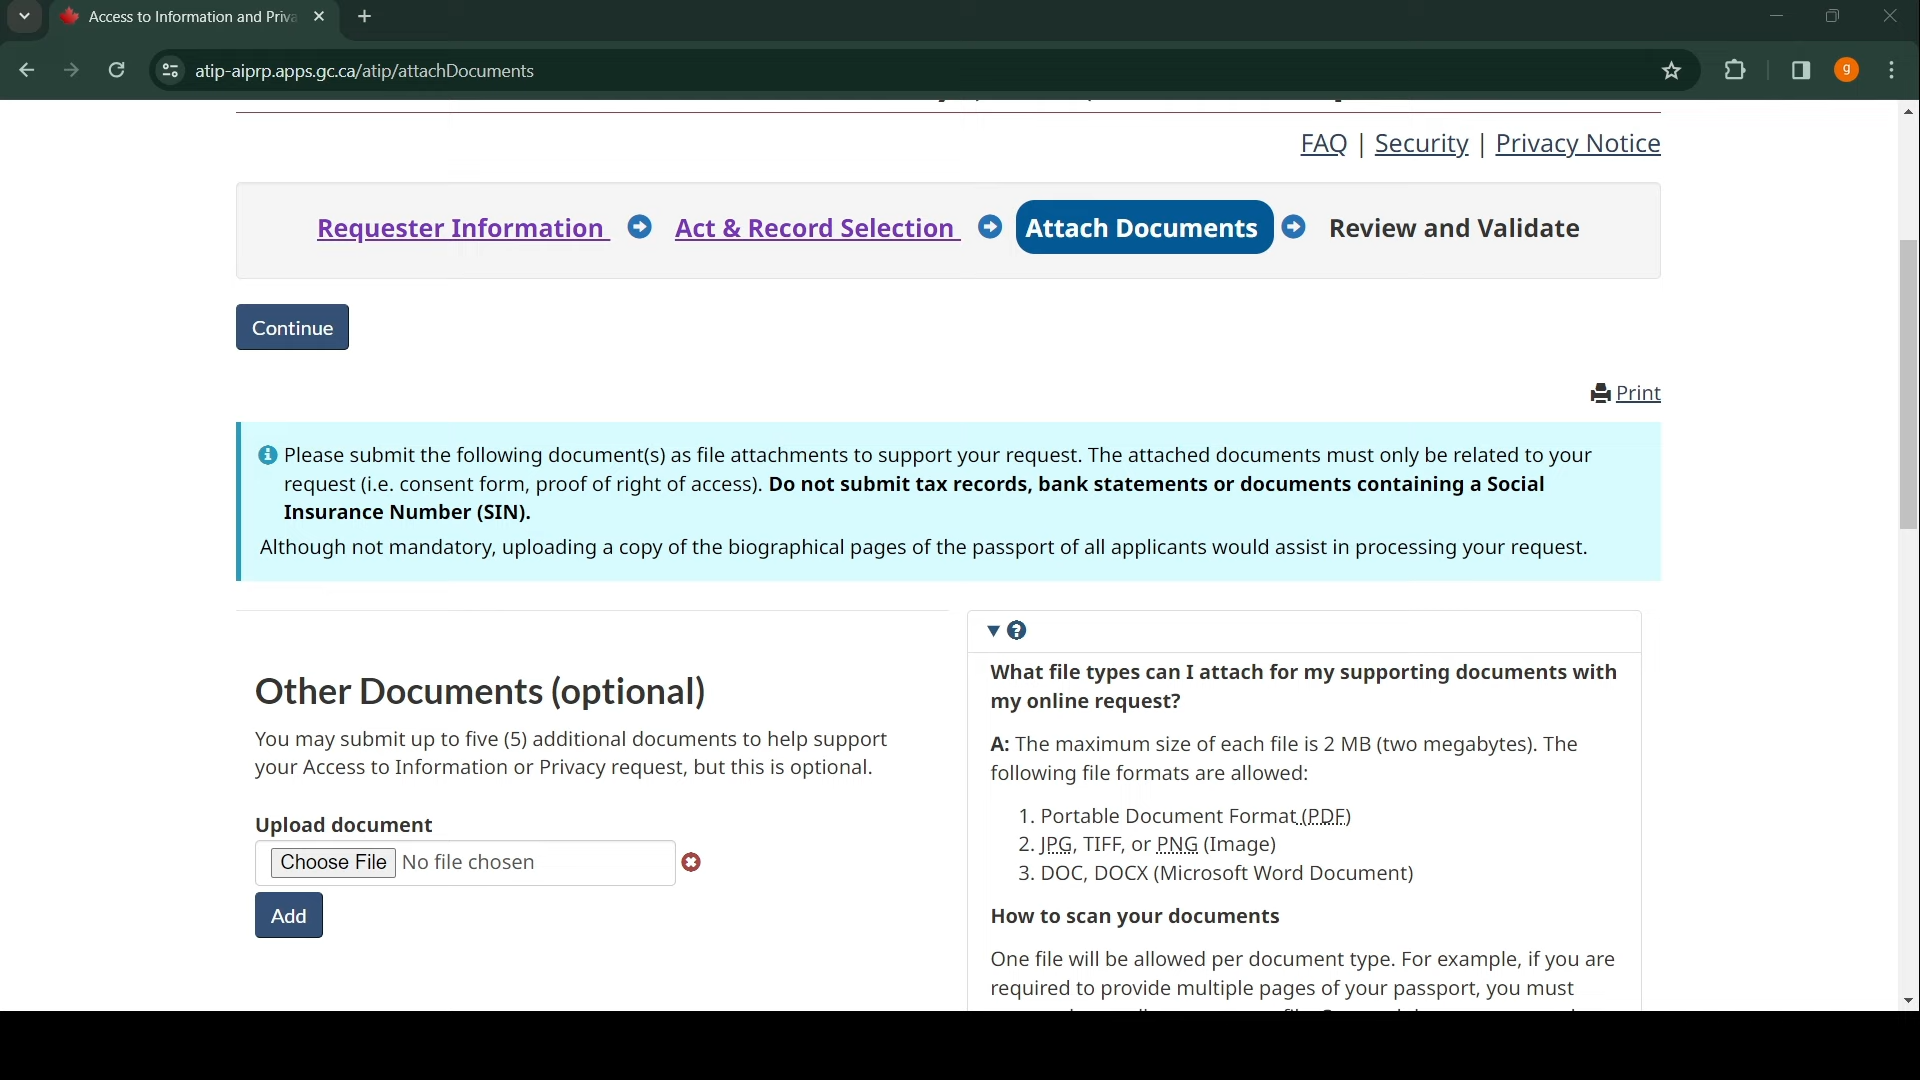 Access to Information and Priva
atip-aiprp.apps.gc.ca/atip/attachDocuments
g
FAQ | Security | Privacy Notice
Requester Information Act & Record Selection Attach Documents Review and Validate
Continue
Print
Please submit the following document(s) as file attachments to support your request. The attached documents must only be related to your
request (i.e. consent form, proof of right of access). Do not submit tax records, bank statements or documents containing a Social
Insurance Number (SIN).
Although not mandatory, uploading a copy of the biographical pages of the passport of all applicants would assist in processing your request.
Other Documents (optional)
You may submit up to five (5) additional documents to help support
your Access to Information or Privacy request, but this is optional.
Upload document
Choose File No file chosen
Add
What file types can I attach for my supporting documents with
my online request?
A: The maximum size of each file is 2 MB (two megabytes). The
following file formats are allowed:
1. Portable Document Format (PDF)
2. JPG, TIFF, or PNG (Image)
3. DOC, DOCX (Microsoft Word Document)
How to scan your documents
One file will be allowed per document type. For example, if you are
required to provide multiple pages of your passport, you must